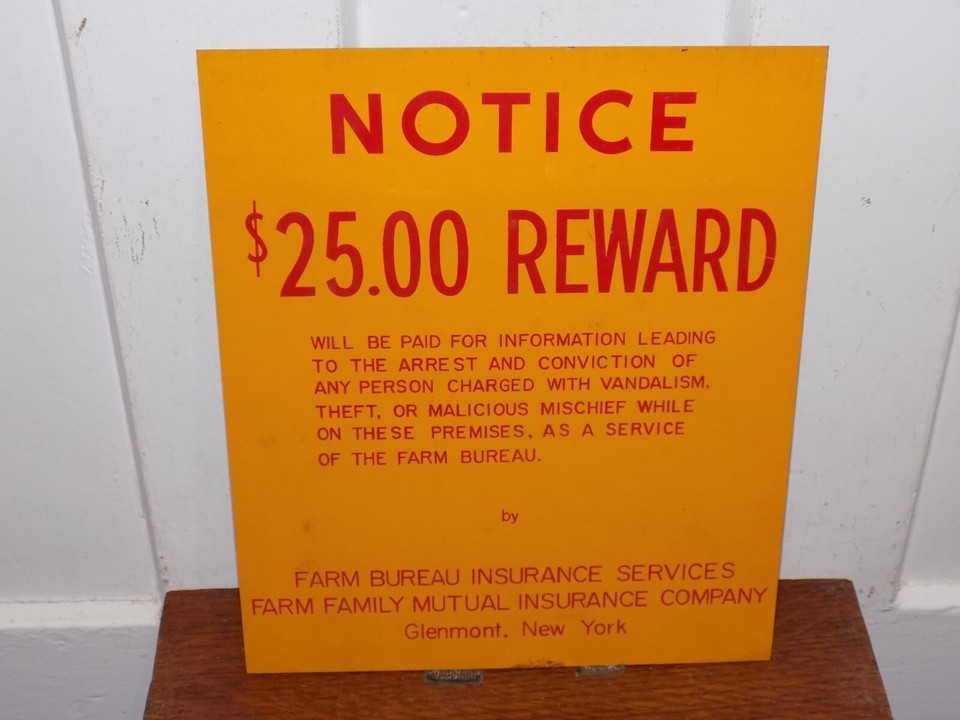 NOTICE
$25.00 REWARD
WILL BE PAID FOR INFORMATION LEADING
TO THE ARREST AND CONVICTION OF
ANY PERSON CHARGED WITH VANDALISM,
THEFT, OR MALICIOUS MISCHIEF WHILE
ON THESE PREMISES, AS A SERVICE
OF THE FARM BUREAU.
by
FARM BUREAU INSURANCE SERVICES
FARM FAMILY MUTUAL INSURANCE COMPANY
Glenmont, New York